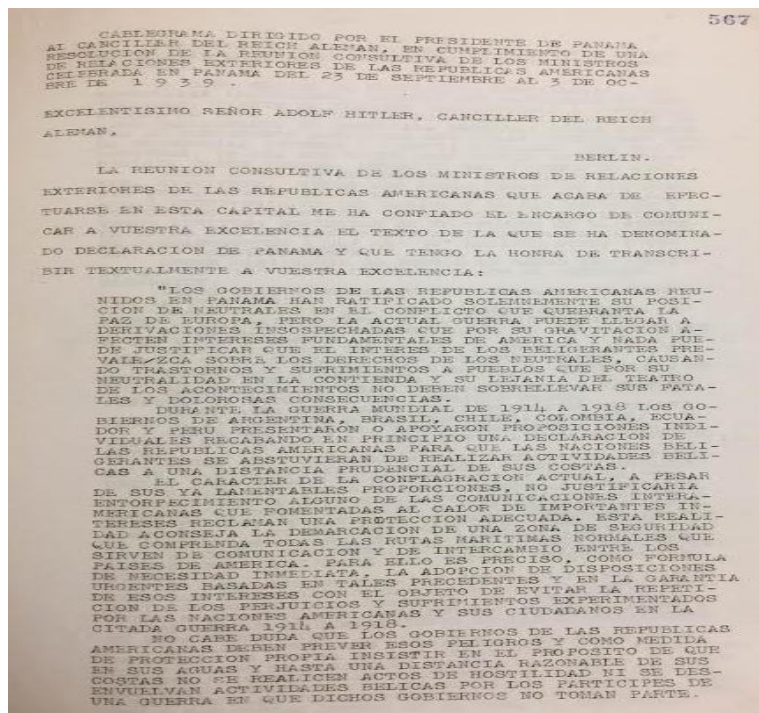 567
CABLEGRAMA DIRIGIDO POR EL PRESIDENTE DE PANAMA
AI CANCILLER DEL REICH ALEMAN, EN CUMPLIMIENTO DE UNA
RESOLUCION DE LA REUNION CONSULTIVA DE LOS MINISTROS
DE RELACIONES EXTERIORES DE LAS REPUBLICAS AMERICANAS
CELEBRADA EN PANAMA DEL 23 DE SEPTIEMBRE AL 3 DE OC-
BRE DE 1 9 3 9 .
EXCELENTISIMO SEÑOR ADOLF HITLER, CANCILLER DEL REICH
ALEMAN,
BERLIN.
LA REUNION CONSULTIVA DE LOS MINISTROS DE RELACIONES
EXTERIORES DE LAS REPUBLICAS AMERICANAS QUE ACABA DE EFEC-
TUARSE EN ESTA CAPITAL ME HA CONFIADO EL ENCARGO DE COMUNI-
CAR A VUESTRA EXCELENCIA EL TEXTO DE LA QUE SE HA DENOMINA-
DO DECLARACION DE PANAMA Y QUE TENGO LA HONRA DE TRANSCRI-
BIR TEXTUALMENTE A VUESTRA EXCELENCIA:
"LOS GOBIERNOS DE LAS REPUBLICAS AMERICANAS REU-
NIDOS EN PANAMA HAN RATIFICADO SOLEMNEMENTE SU POSI-
CION DE NEUTRALES EN EL CONFLICTO QUE QUEBRANTA LA
PAZ DE EUROPA, PERO LA ACTUAL GUERRA PUEDE LLEGAR A
DERIVACIONES INSOSPECHADAS QUE POR SU GRAVITACION A-
FECTEN INTERESES FUNDAMENTALES DE AMERICA Y NADA PUE-
DE JUSTIFICAR QUE EL INTERES DE LOS BELIGERANTES PRE-
VALEZCA SOBRE LOS DERECHOS DE LOS NEUTRALES, CAUSAN-
DO TRASTORNOS Y SUFRIMIENTOS A PUEBLOS QUE POR SU
NEUTRALIDAD EN LA CONTIENDA Y SU LEJANIA DEL TEATRO
DE LOS ACONTECIMIENTOS NO DEBEN SOBRELLEVAR SUS FATA-
LES Y DOLOROSAS CONSECUENCIAS.
DURANTE LA GUERRA MUNDIAL DE 1914 A 1918 LOS GO-
BIERNOS DE ARGENTINA, BRASIL, CHILE, COLOMBIA, ECUA-
DOR Y PERU PRESENTARON O APOYARON PROPOSICIONES INDI-
VIDUALES RECABANDO EN PRINCIPIO UNA DECLARACION DE
LAS REPUBLICAS AMERICANAS PARA QUE LAS NACIONES BELI-
GERANTES SE ABSTUVIERAN DE REALIZAR ACTIVIDADES BELI-
CAS A UNA DISTANCIA PRUDENCIAL DE SUS COSTAS.
EL CARACTER DE LA CONFLAGRACION ACTUAL, A PESAR
DE SUS YA LAMENTABLES PROPORCIONES, NO JUSTIFICARIA
ENTORPECIMIENTO ALGUNO DE LAS COMUNICACIONES INTERA-
MERICANAS QUE FOMENTADAS AL CALOR DE IMPORTANTES IN-
TERESES RECLAMAN UNA PROTECCION ADECUADA. ESTA REALI-
DAD ACONSEJA LA DEMARCACION DE UNA ZONA DE SEGURIDAD
QUE COMPRENDA TODAS LAS RUTAS MARITIMAS NORMALES QUE
SIRVEN DE COMUNICACION Y DE INTERCAMBIO ENTRE LOS
PAISES DE AMERICA. PARA ELLO ES PRECISO, COMO FORMULA
DE NECESIDAD INMEDIATA, LA ADOPCION DE DISPOSICIONES
URGENTES BASADAS EN TALES PRECEDENTES Y EN LA GARANTIA
DE ESOS INTERESES CON EL OBJETO DE EVITAR LA REPETI-
CION DE LOS PERJUICIOS Y SUFRIMIENTOS EXPERIMENTADOS
POR LAS NACIONES AMERICANAS Y SUS CIUDADANOS EN LA
CITADA GUERRA 1914 A 1918.
NO CABE DUDA QUE LOS GOBIERNOS DE LAS REPUBLICAS
AMERICANAS DEBEN PREVER ESOS PELIGROS Y COMO MEDIDA
DE PROTECCION PROPIA INSISTIR EN EL PROPOSITO DE QUE
EN SUS AGUAS Y HASTA UNA DISTANCIA RAZONABLE DE SUS
COSTAS NO SE REALICEN ACTOS DE HOSTILIDAD NI SE DES-
ENVUELVAN ACTIVIDADES BELICAS POR LOS PARTICIPES DE
UNA GUERRA EN QUE DICHOS GOBIERNOS NO TOMAN PARTE.